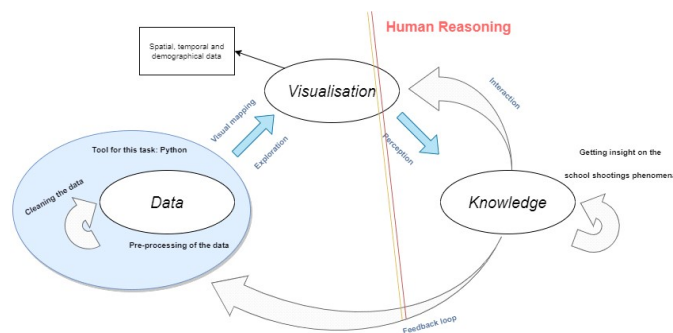 Human Reasoning
Spatial, temporal and
demographical data
Visualisation
Interaction
Visual mapping
Exploration
Perception
Tool for this task: Python
Cleaning the data
Data
Pre-processing of the data
Getting insight on the
school shootings phenomena
Knowledge
Feedback loop